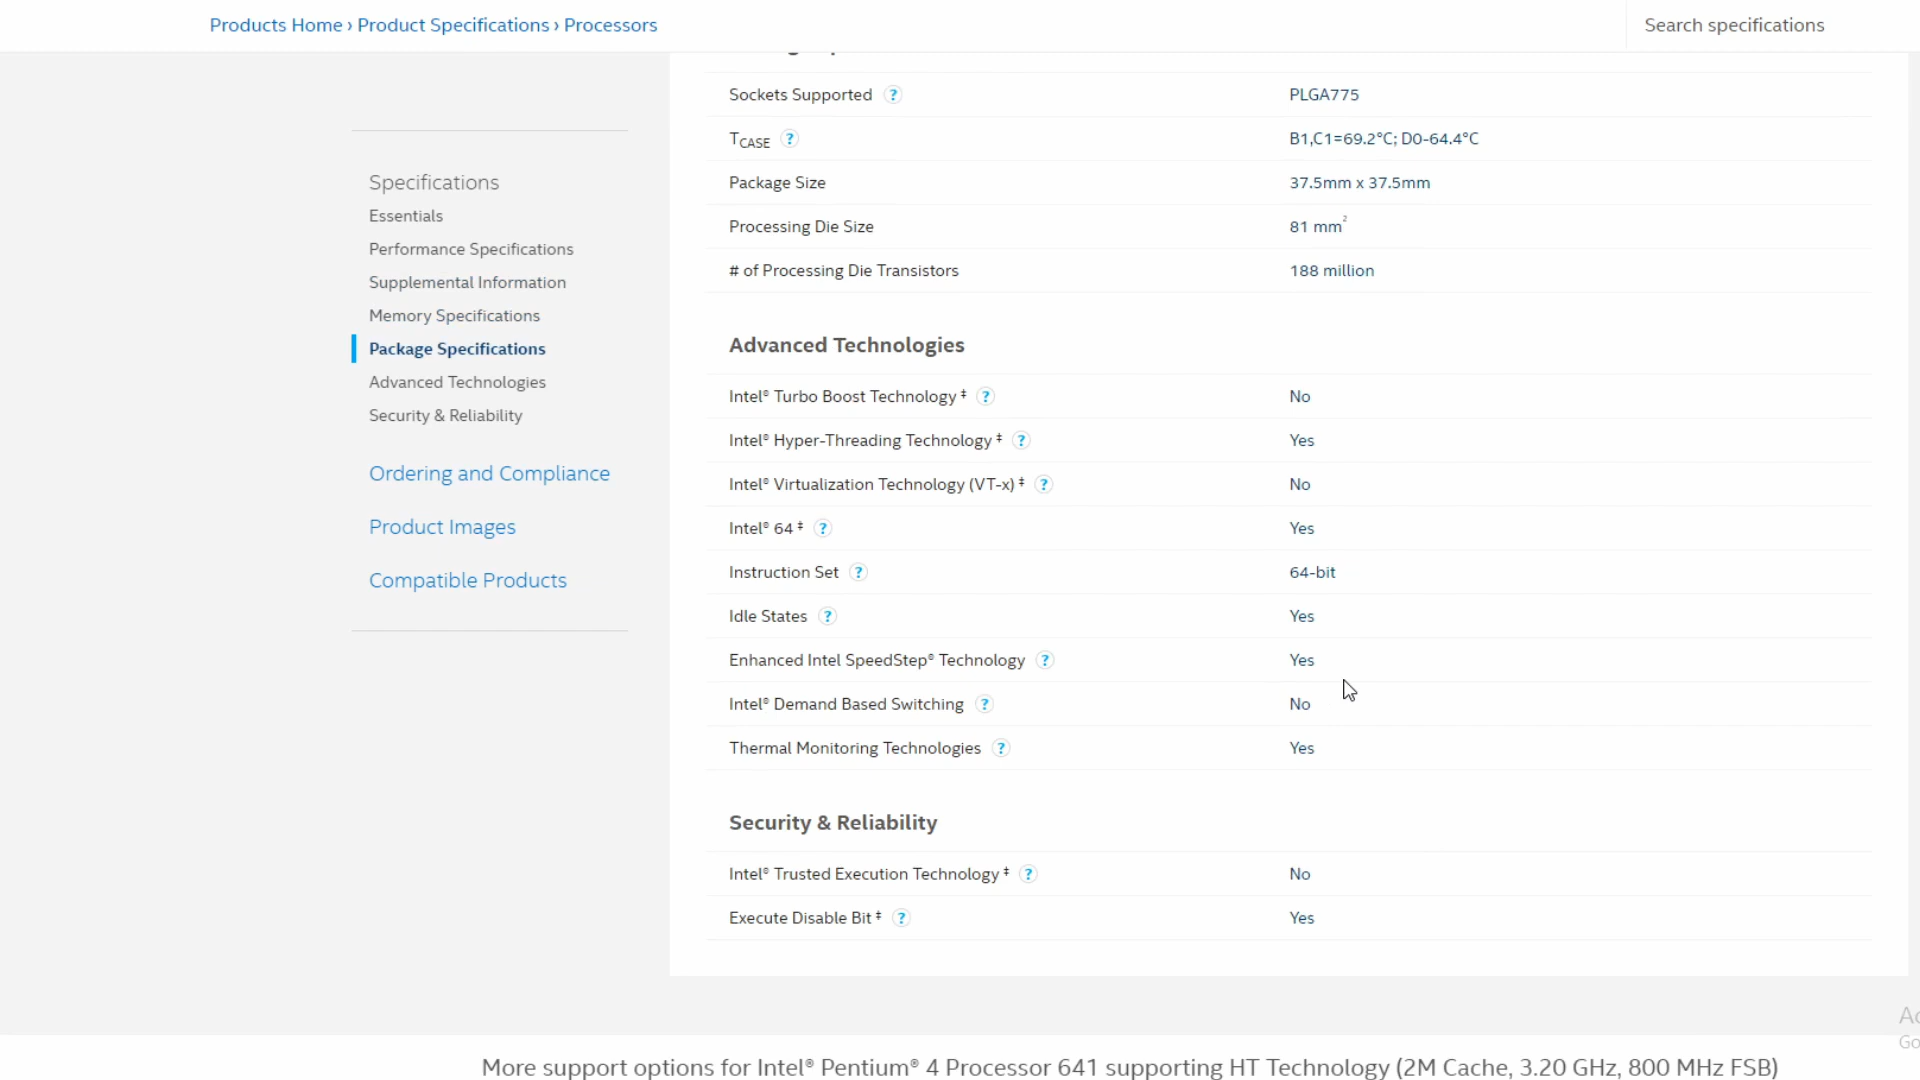 Products Home › Product Specifications › Processors
Search specifications
Sockets Supported ? PLGA775
TCASE ? B1,C1=69.2°C; D0-64.4°C
Package Size 37.5mm x 37.5mm
Processing Die Size 81 mm²
# of Processing Die Transistors 188 million
Specifications
Essentials
Performance Specifications
Supplemental Information
Memory Specifications
Package Specifications
Advanced Technologies
Security & Reliability
Ordering and Compliance
Product Images
Compatible Products
Advanced Technologies
Intel® Turbo Boost Technology ‡ ? No
Intel® Hyper-Threading Technology ‡ ? Yes
Intel® Virtualization Technology (VT-x) ‡ ? No
Intel® 64 ‡ ? Yes
Instruction Set ? 64-bit
Idle States ? Yes
Enhanced Intel SpeedStep® Technology ? Yes
Intel® Demand Based Switching ? No
Thermal Monitoring Technologies ? Yes
Security & Reliability
Intel® Trusted Execution Technology ‡ ? No
Execute Disable Bit ‡ ? Yes
More support options for Intel® Pentium® 4 Processor 641 supporting HT Technology (2M Cache, 3.20 GHz, 800 MHz FSB)